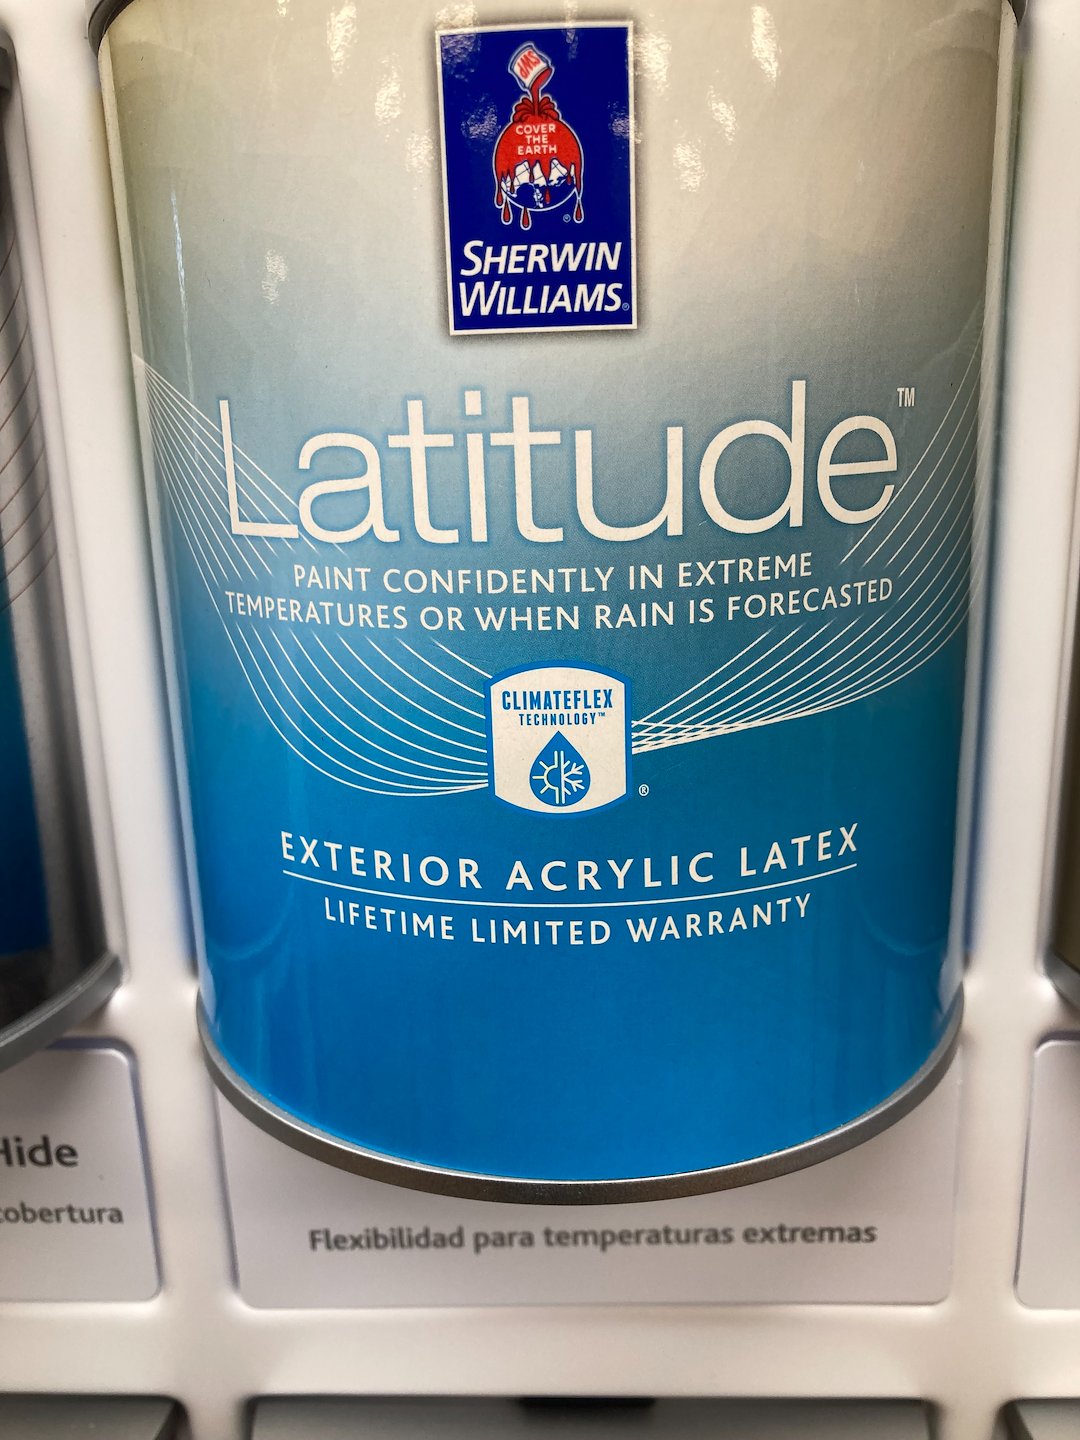 SWP
COVER
THE
EARTH
®
SHERWIN
WILLIAMS®
Latitude™
PAINT CONFIDENTLY IN EXTREME
TEMPERATURES OR WHEN RAIN IS FORECASTED
CLIMATEFLEX
TECHNOLOGY™
®
EXTERIOR ACRYLIC LATEX
LIFETIME LIMITED WARRANTY
Hide
cobertura
Flexibilidad para temperaturas extremas